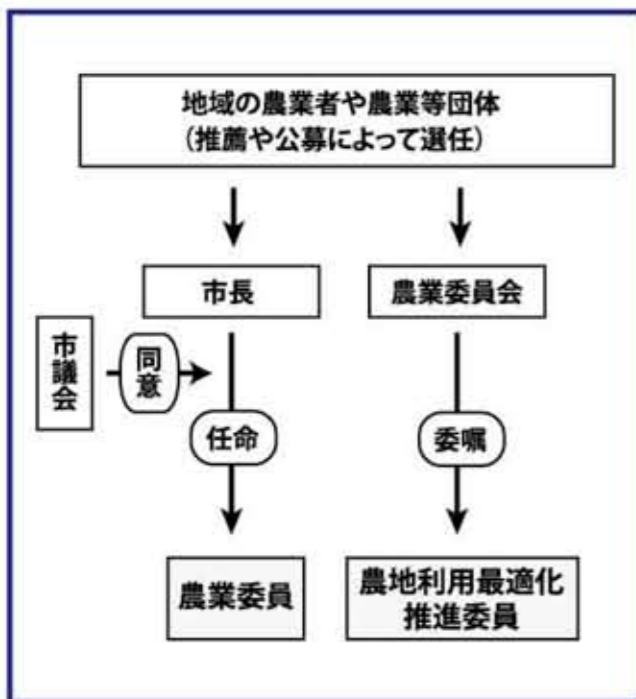 地域の農業者や農業等団体
（推薦や公募によって選任）
市長
農業委員会
市議会
同意
任命
委嘱
農業委員
農地利用最適化
推進委員